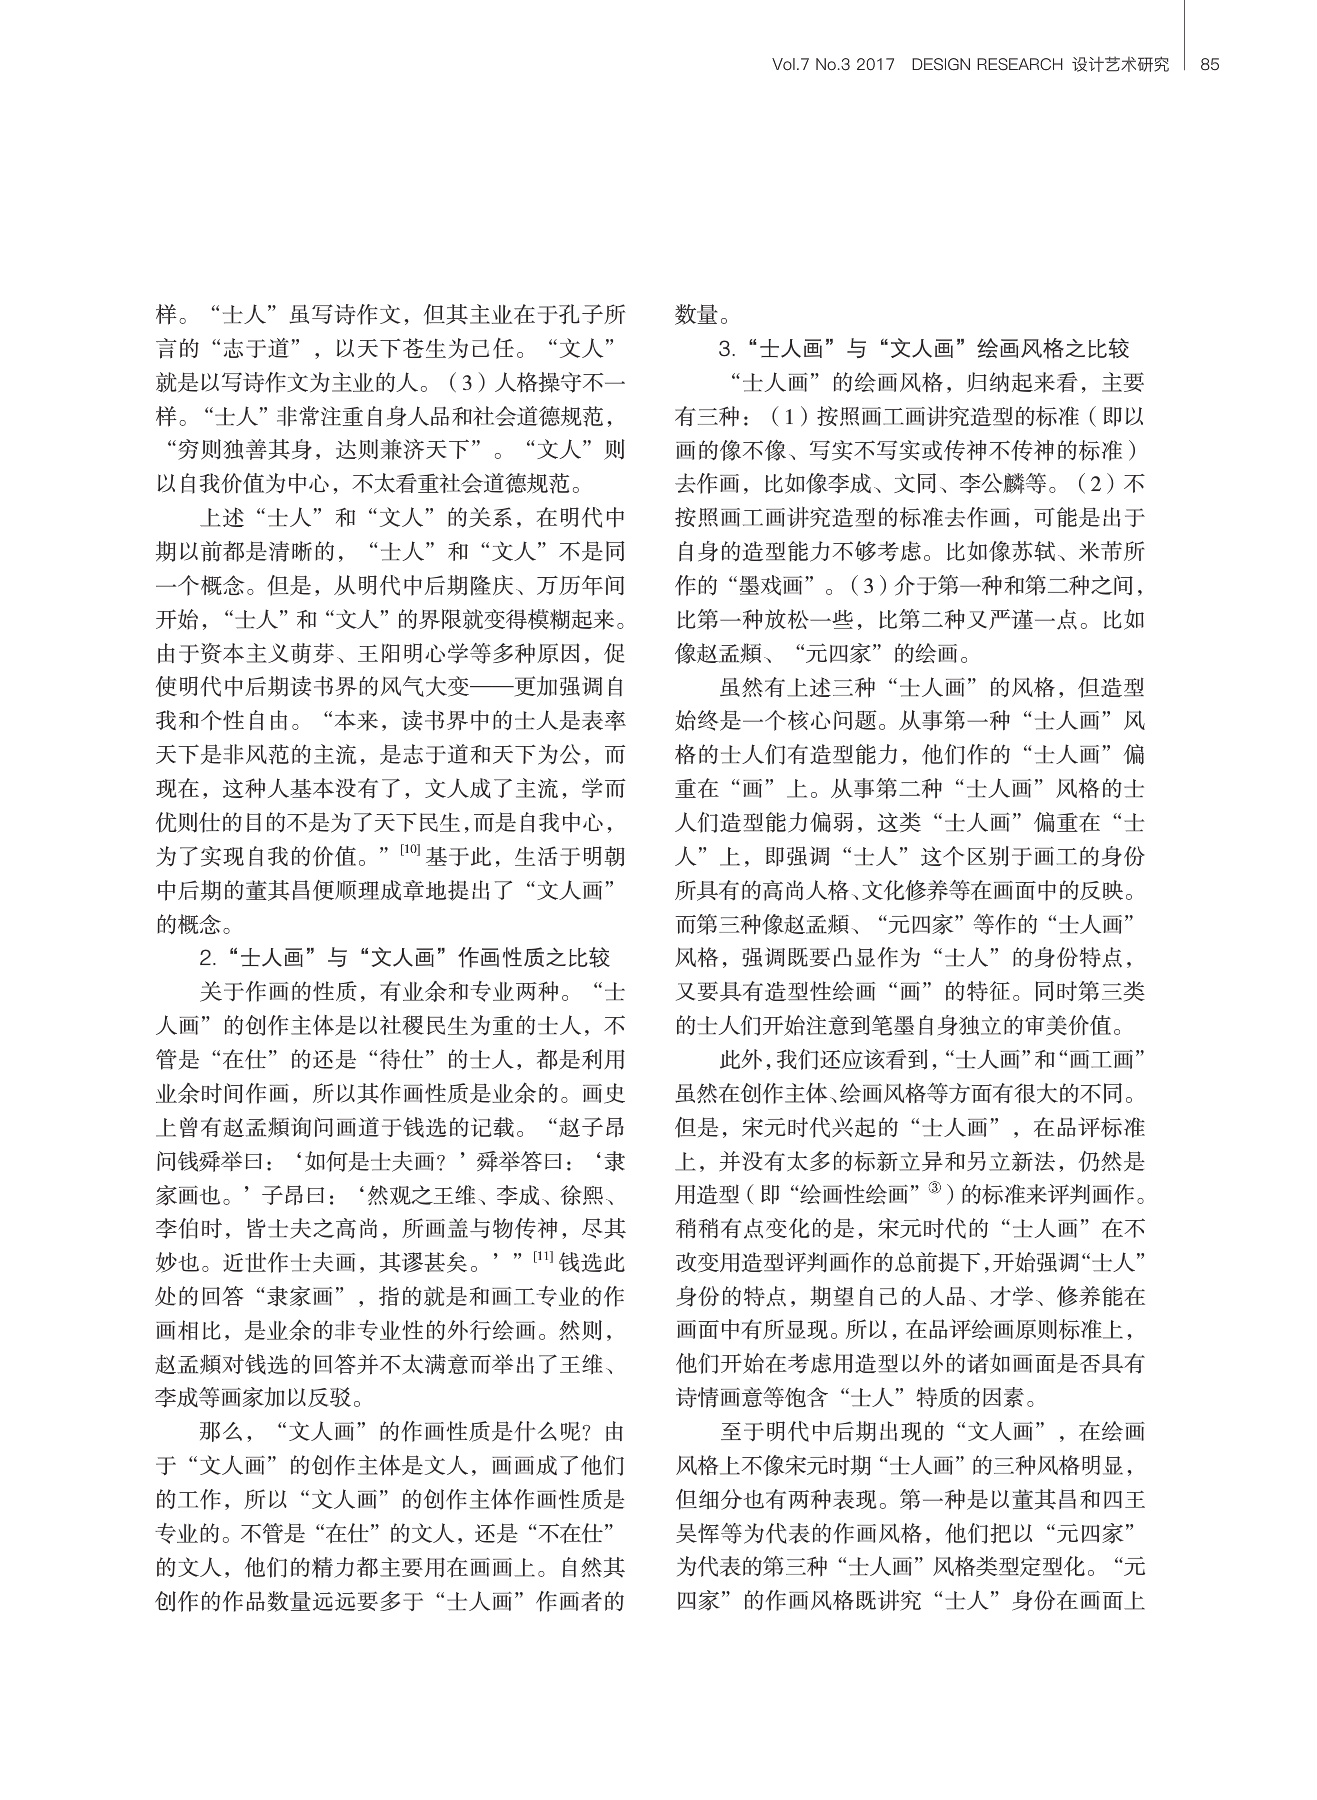 Vol.7 No.3 2017 DESIGN RESEARCH 设计艺术研究 85
样。“士人”虽写诗作文，但其主业在于孔子所
言的“志于道”，以天下苍生为己任。“文人”
就是以写诗作文为主业的人。（3）人格操守不一
样。“士人”非常注重自身人品和社会道德规范，
“穷则独善其身，达则兼济天下”。“文人”则
以自我价值为中心，不太看重社会道德规范。
上述“士人”和“文人”的关系，在明代中
期以前都是清晰的，“士人”和“文人”不是同
一个概念。但是，从明代中后期隆庆、万历年间
开始，“士人”和“文人”的界限就变得模糊起来。
由于资本主义萌芽、王阳明心学等多种原因，促
使明代中后期读书界的风气大变——更加强调自
我和个性自由。“本来，读书界中的士人是表率
天下是非风范的主流，是志于道和天下为公，而
现在，这种人基本没有了，文人成了主流，学而
优则仕的目的不是为了天下民生，而是自我中心，
为了实现自我的价值。”[10]基于此，生活于明朝
中后期的董其昌便顺理成章地提出了“文人画”
的概念。
2.“士人画”与“文人画”作画性质之比较
关于作画的性质，有业余和专业两种。“士
人画”的创作主体是以社稷民生为重的士人，不
管是“在仕”的还是“待仕”的士人，都是利用
业余时间作画，所以其作画性质是业余的。画史
上曾有赵孟頫询问画道于钱选的记载。“赵子昂
问钱舜举曰：‘如何是士夫画？’舜举答曰：‘隶
家画也。’子昂曰：‘然观之王维、李成、徐熙、
李伯时，皆士夫之高尚，所画盖与物传神，尽其
妙也。近世作士夫画，其谬甚矣。’”[11]钱选此
处的回答“隶家画”，指的就是和画工专业的作
画相比，是业余的非专业性的外行绘画。然则，
赵孟頫对钱选的回答并不太满意而举出了王维、
李成等画家加以反驳。
那么，“文人画”的作画性质是什么呢？由
于“文人画”的创作主体是文人，画画成了他们
的工作，所以“文人画”的创作主体作画性质是
专业的。不管是“在仕”的文人，还是“不在仕”
的文人，他们的精力都主要用在画画上。自然其
创作的作品数量远远要多于“士人画”作画者的
数量。
3.“士人画”与“文人画”绘画风格之比较
“士人画”的绘画风格，归纳起来看，主要
有三种：（1）按照画工画讲究造型的标准（即以
画的像不像、写实不写实或传神不传神的标准）
去作画，比如像李成、文同、李公麟等。（2）不
按照画工画讲究造型的标准去作画，可能是出于
自身的造型能力不够考虑。比如像苏轼、米芾所
作的“墨戏画”。（3）介于第一种和第二种之间，
比第一种放松一些，比第二种又严谨一点。比如
像赵孟頫、“元四家”的绘画。
虽然有上述三种“士人画”的风格，但造型
始终是一个核心问题。从事第一种“士人画”风
格的士人们有造型能力，他们作的“士人画”偏
重在“画”上。从事第二种“士人画”风格的士
人们造型能力偏弱，这类“士人画”偏重在“士
人”上，即强调“士人”这个区别于画工的身份
所具有的高尚人格、文化修养等在画面中的反映。
而第三种像赵孟頫、“元四家”等作的“士人画”
风格，强调既要凸显作为“士人”的身份特点，
又要具有造型性绘画“画”的特征。同时第三类
的士人们开始注意到笔墨自身独立的审美价值。
此外，我们还应该看到，“士人画”和“画工画”
虽然在创作主体、绘画风格等方面有很大的不同。
但是，宋元时代兴起的“士人画”，在品评标准
上，并没有太多的标新立异和另立新法，仍然是
用造型（即“绘画性绘画”③）的标准来评判画作。
稍稍有点变化的是，宋元时代的“士人画”在不
改变用造型评判画作的总前提下，开始强调“士人”
身份的特点，期望自己的人品、才学、修养能在
画面中有所显现。所以，在品评绘画原则标准上，
他们开始在考虑用造型以外的诸如画面是否具有
诗情画意等饱含“士人”特质的因素。
至于明代中后期出现的“文人画”，在绘画
风格上不像宋元时期“士人画”的三种风格明显，
但细分也有两种表现。第一种是以董其昌和四王
吴恽等为代表的作画风格，他们把以“元四家”
为代表的第三种“士人画”风格类型定型化。“元
四家”的作画风格既讲究“士人”身份在画面上